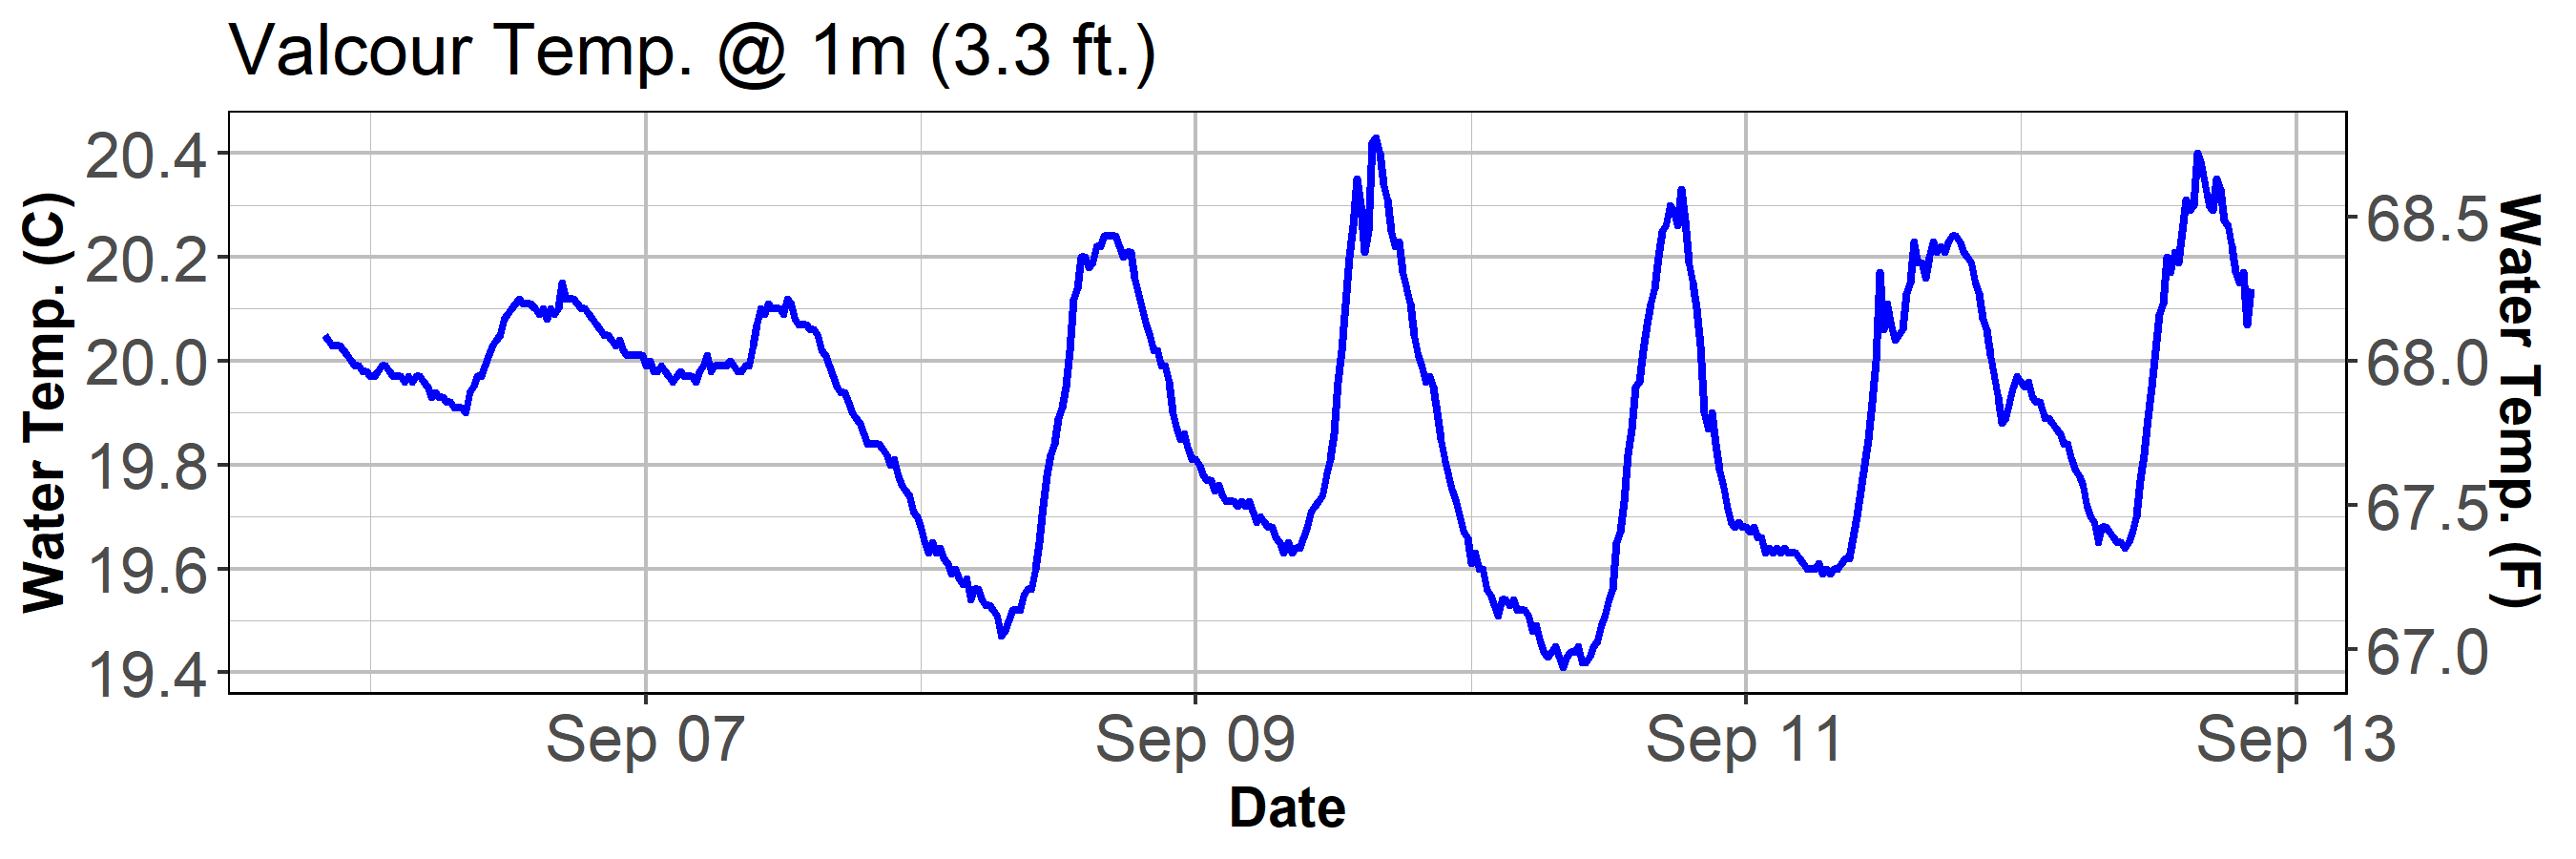 Valcour Temp. @ 1m (3.3 ft.)
Water Temp. (C)
20.4
20.2
20.0
19.8
19.6
19.4
68.5
68.0
67.5
67.0
Water Temp. (F)
Sep 07 Sep 09 Sep 11 Sep 13
Date